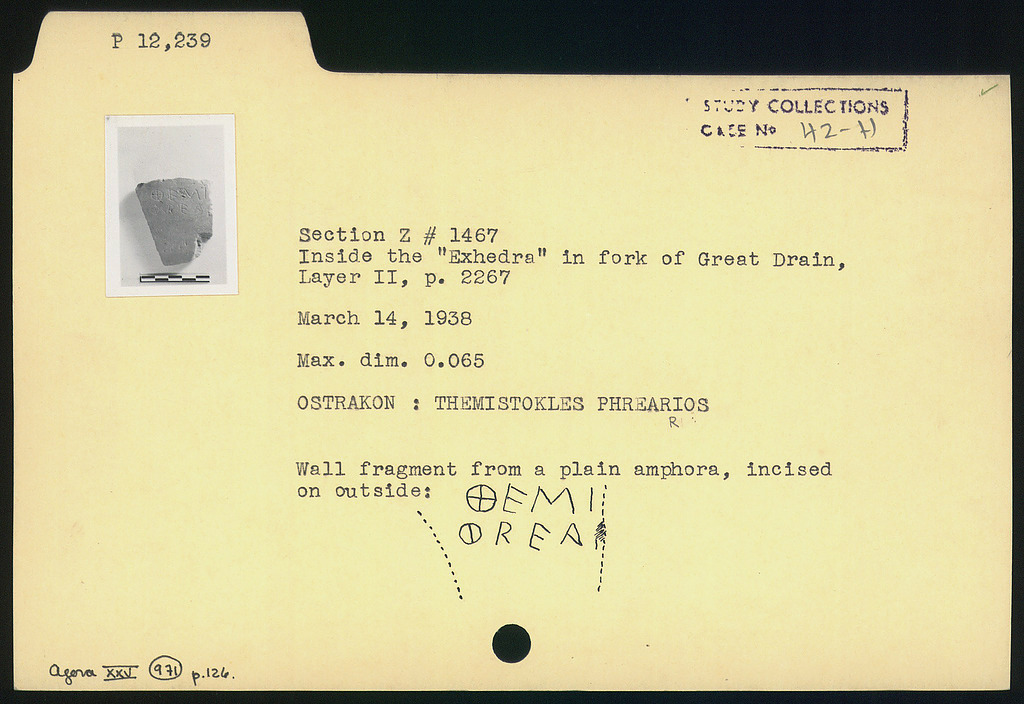 P 12,239
STUDY COLLECTIONS
CASE No 42-H
Section Z # 1467
Inside the "Exhedra" in fork of Great Drain,
Layer II, p. 2267
March 14, 1938
Max. dim. 0.065
OSTRAKON : THEMISTOKLES PHREARIOS
R
Wall fragment from a plain amphora, incised
on outside:
ΘEMI
ΦREA
Agora XXV 971 p.126.